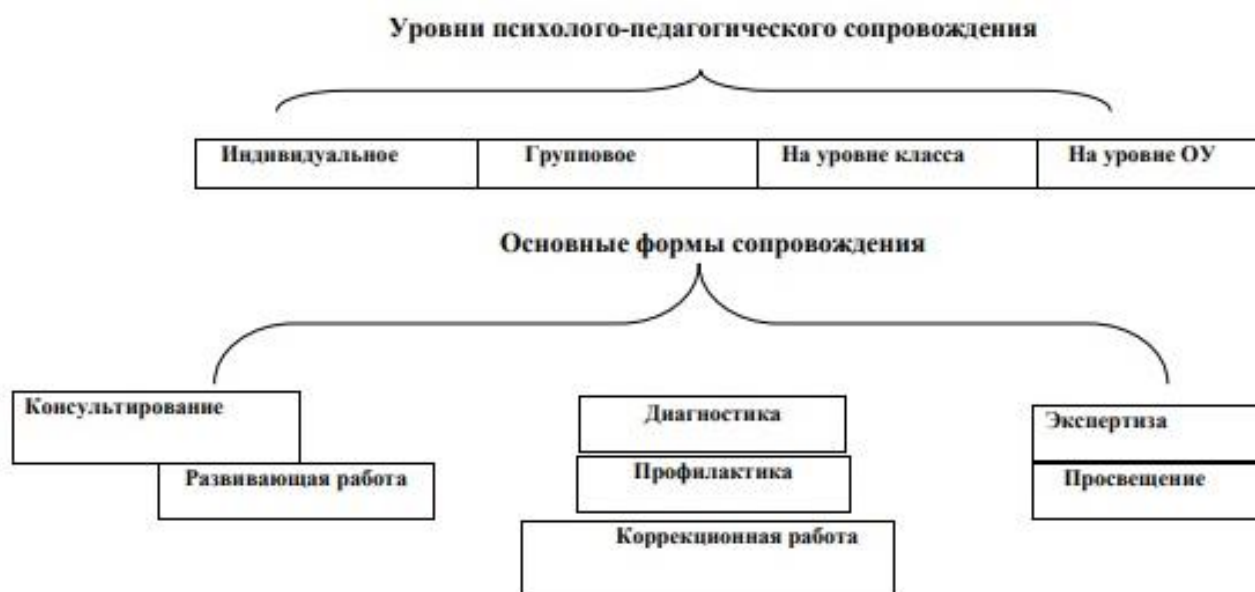 Уровни психолого-педагогического сопровождения
Индивидуальное
Групповое
На уровне класса
На уровне ОУ
Основные формы сопровождения
Консультирование
Развивающая работа
Диагностика
Профилактика
Коррекционная работа
Экспертиза
Просвещение